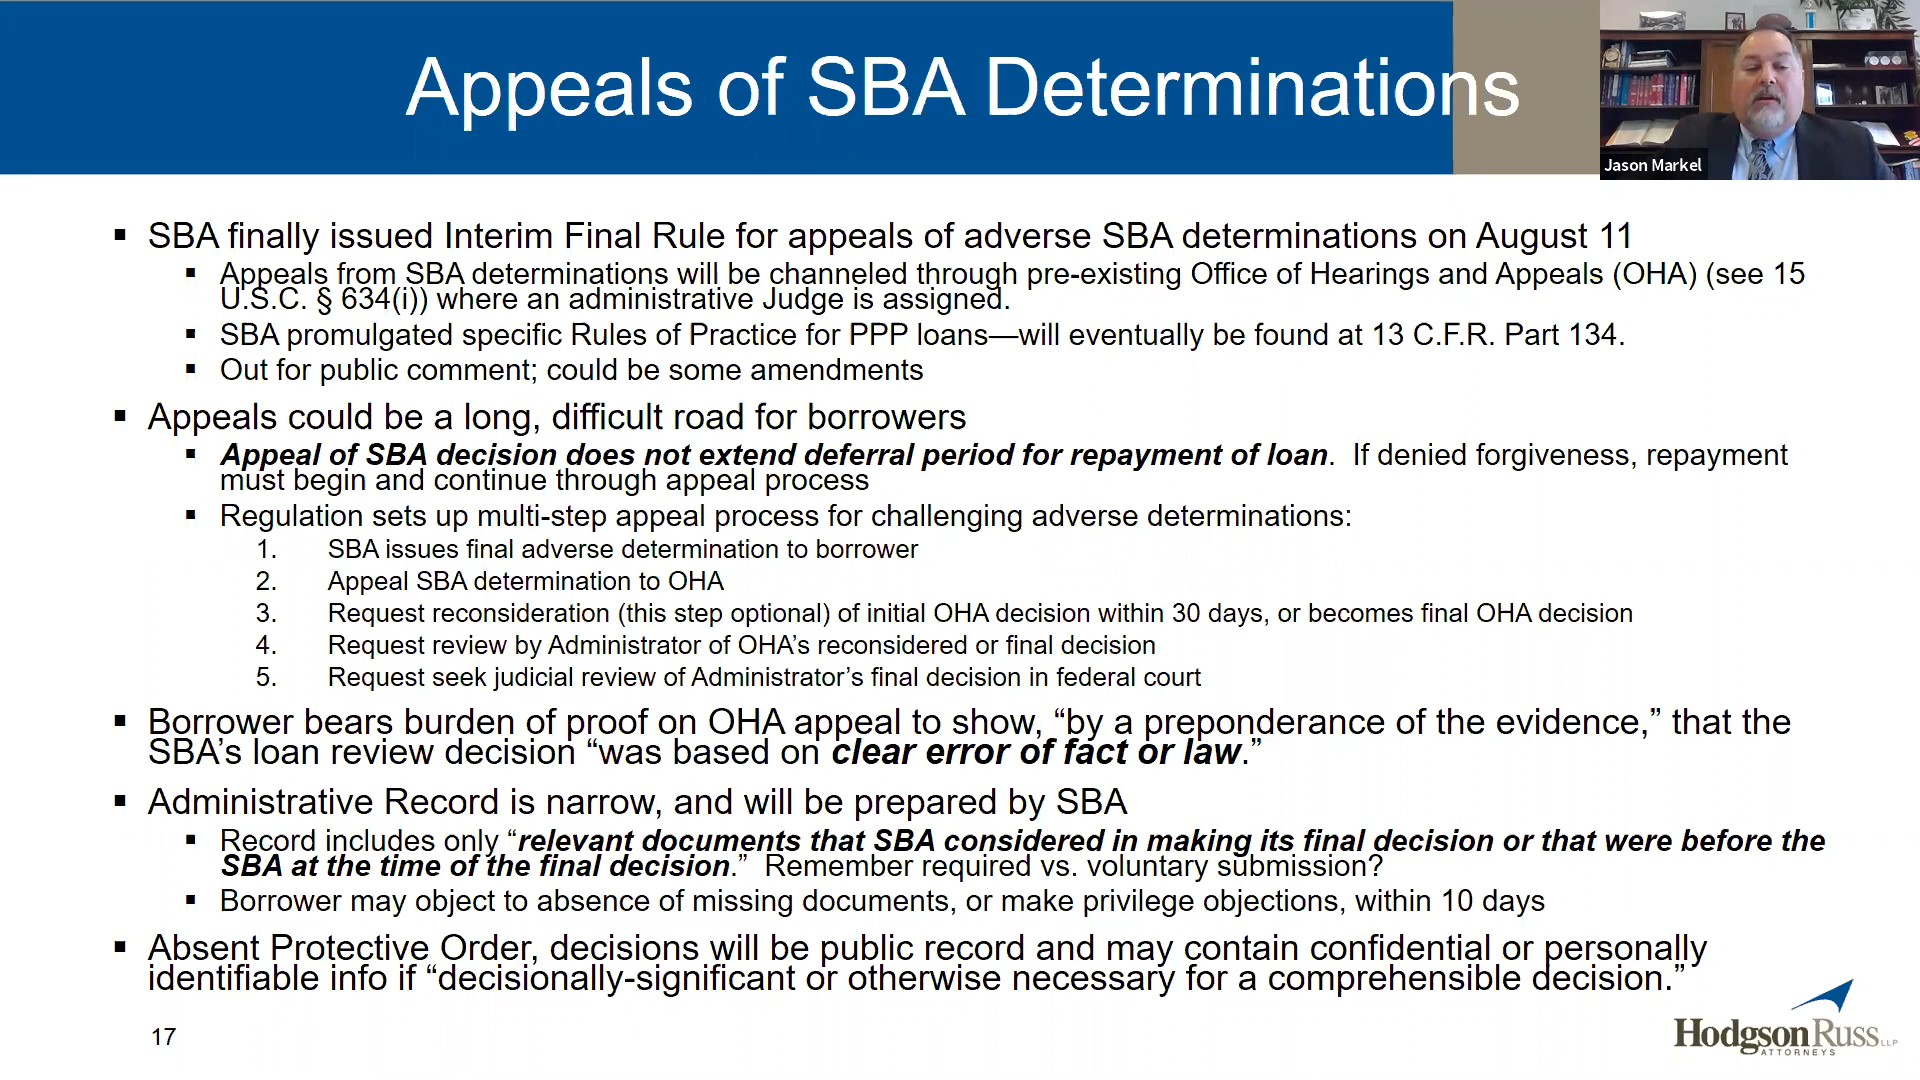 Appeals of SBA Determinations
Jason Markel
▪ SBA finally issued Interim Final Rule for appeals of adverse SBA determinations on August 11
▪ Appeals from SBA determinations will be channeled through pre-existing Office of Hearings and Appeals (OHA) (see 15
U.S.C. § 634(i)) where an administrative Judge is assigned.
▪ SBA promulgated specific Rules of Practice for PPP loans—will eventually be found at 13 C.F.R. Part 134.
▪ Out for public comment; could be some amendments
▪ Appeals could be a long, difficult road for borrowers
▪ Appeal of SBA decision does not extend deferral period for repayment of loan.  If denied forgiveness, repayment
must begin and continue through appeal process
▪ Regulation sets up multi-step appeal process for challenging adverse determinations:
1. SBA issues final adverse determination to borrower
2. Appeal SBA determination to OHA
3. Request reconsideration (this step optional) of initial OHA decision within 30 days, or becomes final OHA decision
4. Request review by Administrator of OHA’s reconsidered or final decision
5. Request seek judicial review of Administrator’s final decision in federal court
▪ Borrower bears burden of proof on OHA appeal to show, “by a preponderance of the evidence,” that the
SBA’s loan review decision “was based on clear error of fact or law.”
▪ Administrative Record is narrow, and will be prepared by SBA
▪ Record includes only “relevant documents that SBA considered in making its final decision or that were before the
SBA at the time of the final decision.”  Remember required vs. voluntary submission?
▪ Borrower may object to absence of missing documents, or make privilege objections, within 10 days
▪ Absent Protective Order, decisions will be public record and may contain confidential or personally
identifiable info if “decisionally-significant or otherwise necessary for a comprehensible decision.”
17
HodgsonRuss LLP
ATTORNEYS